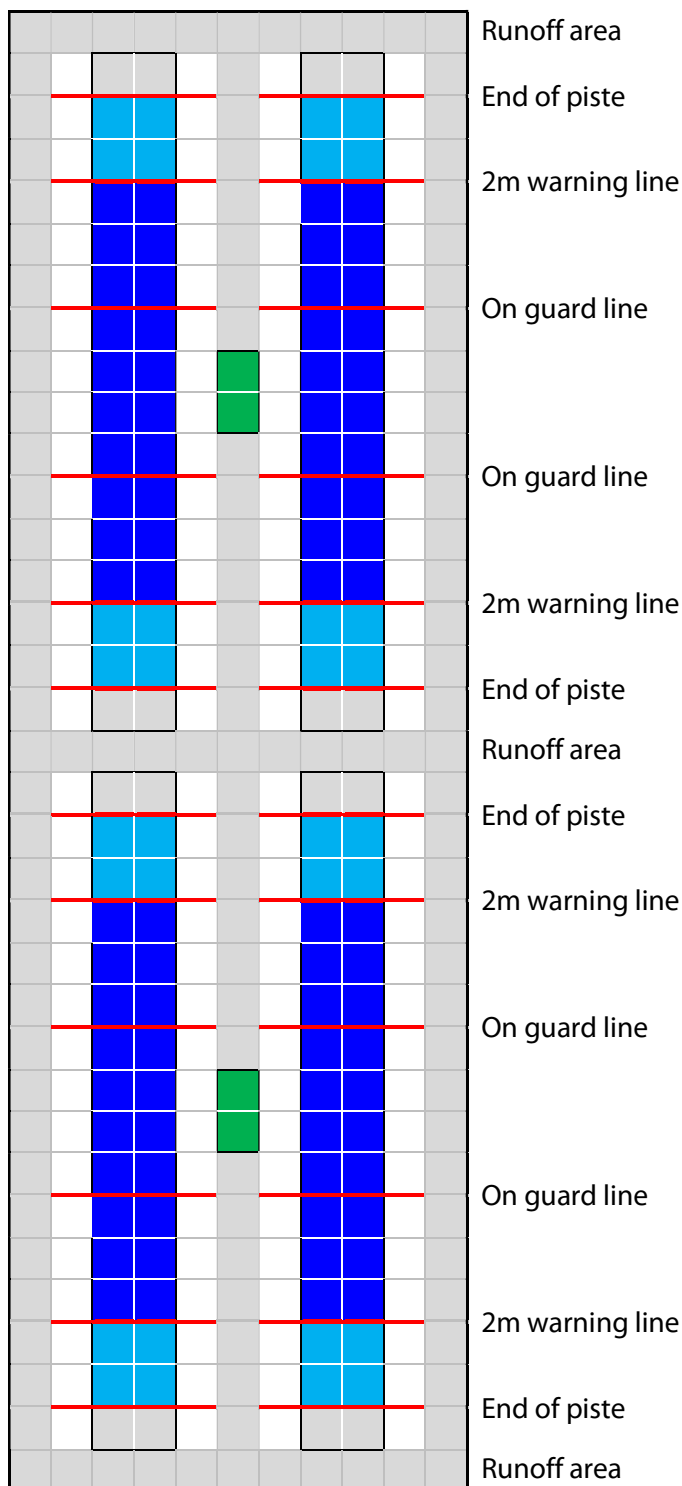 Runoff area
End of piste
2m warning line
On guard line
On guard line
2m warning line
End of piste
Runoff area
End of piste
2m warning line
On guard line
On guard line
2m warning line
End of piste
Runoff area